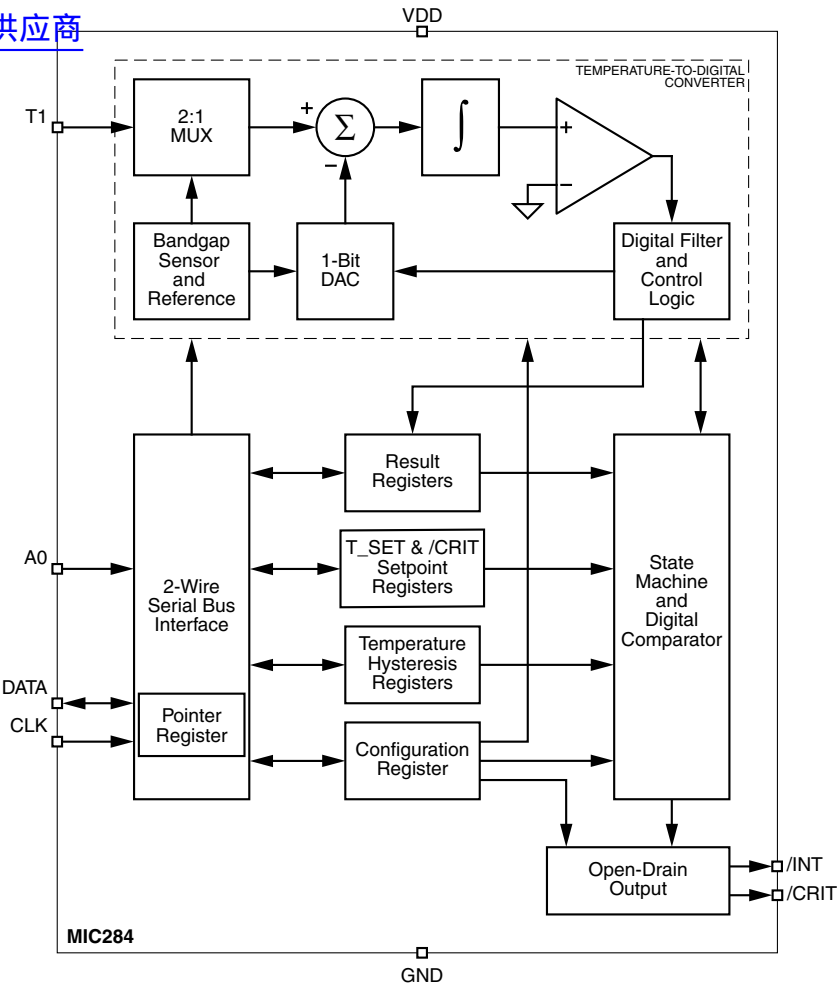 供应商
VDD
TEMPERATURE-TO-DIGITAL
CONVERTER
T1
2:1
MUX
+
Σ
−
∫
+
−
Bandgap
Sensor
and
Reference
1-Bit
DAC
Digital Filter
and
Control
Logic
Result
Registers
A0
2-Wire
Serial Bus
Interface
T_SET & /CRIT
Setpoint
Registers
State
Machine
and
Digital
Comparator
Temperature
Hysteresis
Registers
DATA
CLK
Pointer
Register
Configuration
Register
Open-Drain
Output
/INT
/CRIT
MIC284
GND